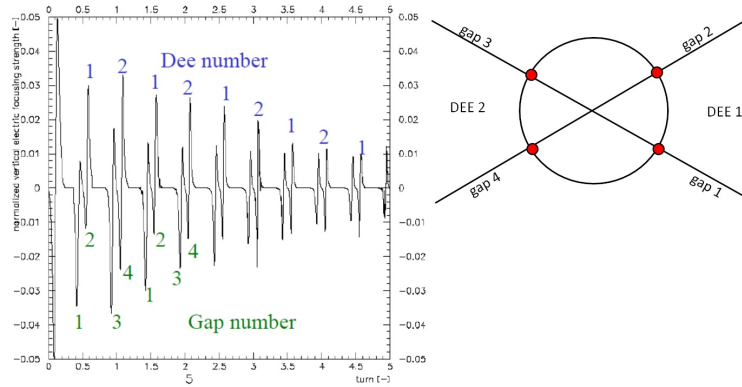 normalized vertical electric focusing strength [-]
0 0.5 1 1.5 2 2.5 3 3.5 4 4.5 5
0.05 0.05
0.04 0.04
0.03 0.03
0.02 0.02
0.01 0.01
0 0
-0.01 -0.01
-0.02 -0.02
-0.03 -0.03
-0.04 -0.04
-0.05 -0.05
Dee number
1 2 1 2 1 2 1 2 1
2 4 2 4
1 3 1 3
Gap number
0 0.5 1 1.5 2 2.5 3 3.5 4 4.5 5
5 turn [-]
gap 3
gap 2
DEE 2
DEE 1
gap 4
gap 1